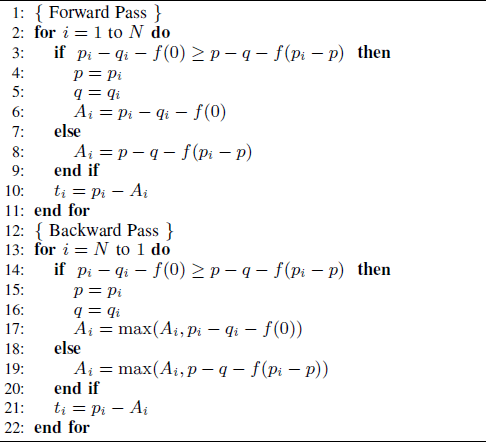 1: { Forward Pass }
2: for i = 1 to N do
3: if p_i − q_i − f(0) ≥ p − q − f(p_i − p) then
4: p = p_i
5: q = q_i
6: A_i = p_i − q_i − f(0)
7: else
8: A_i = p − q − f(p_i − p)
9: end if
10: t_i = p_i − A_i
11: end for
12: { Backward Pass }
13: for i = N to 1 do
14: if p_i − q_i − f(0) ≥ p − q − f(p_i − p) then
15: p = p_i
16: q = q_i
17: A_i = max(A_i, p_i − q_i − f(0))
18: else
19: A_i = max(A_i, p − q − f(p_i − p))
20: end if
21: t_i = p_i − A_i
22: end for